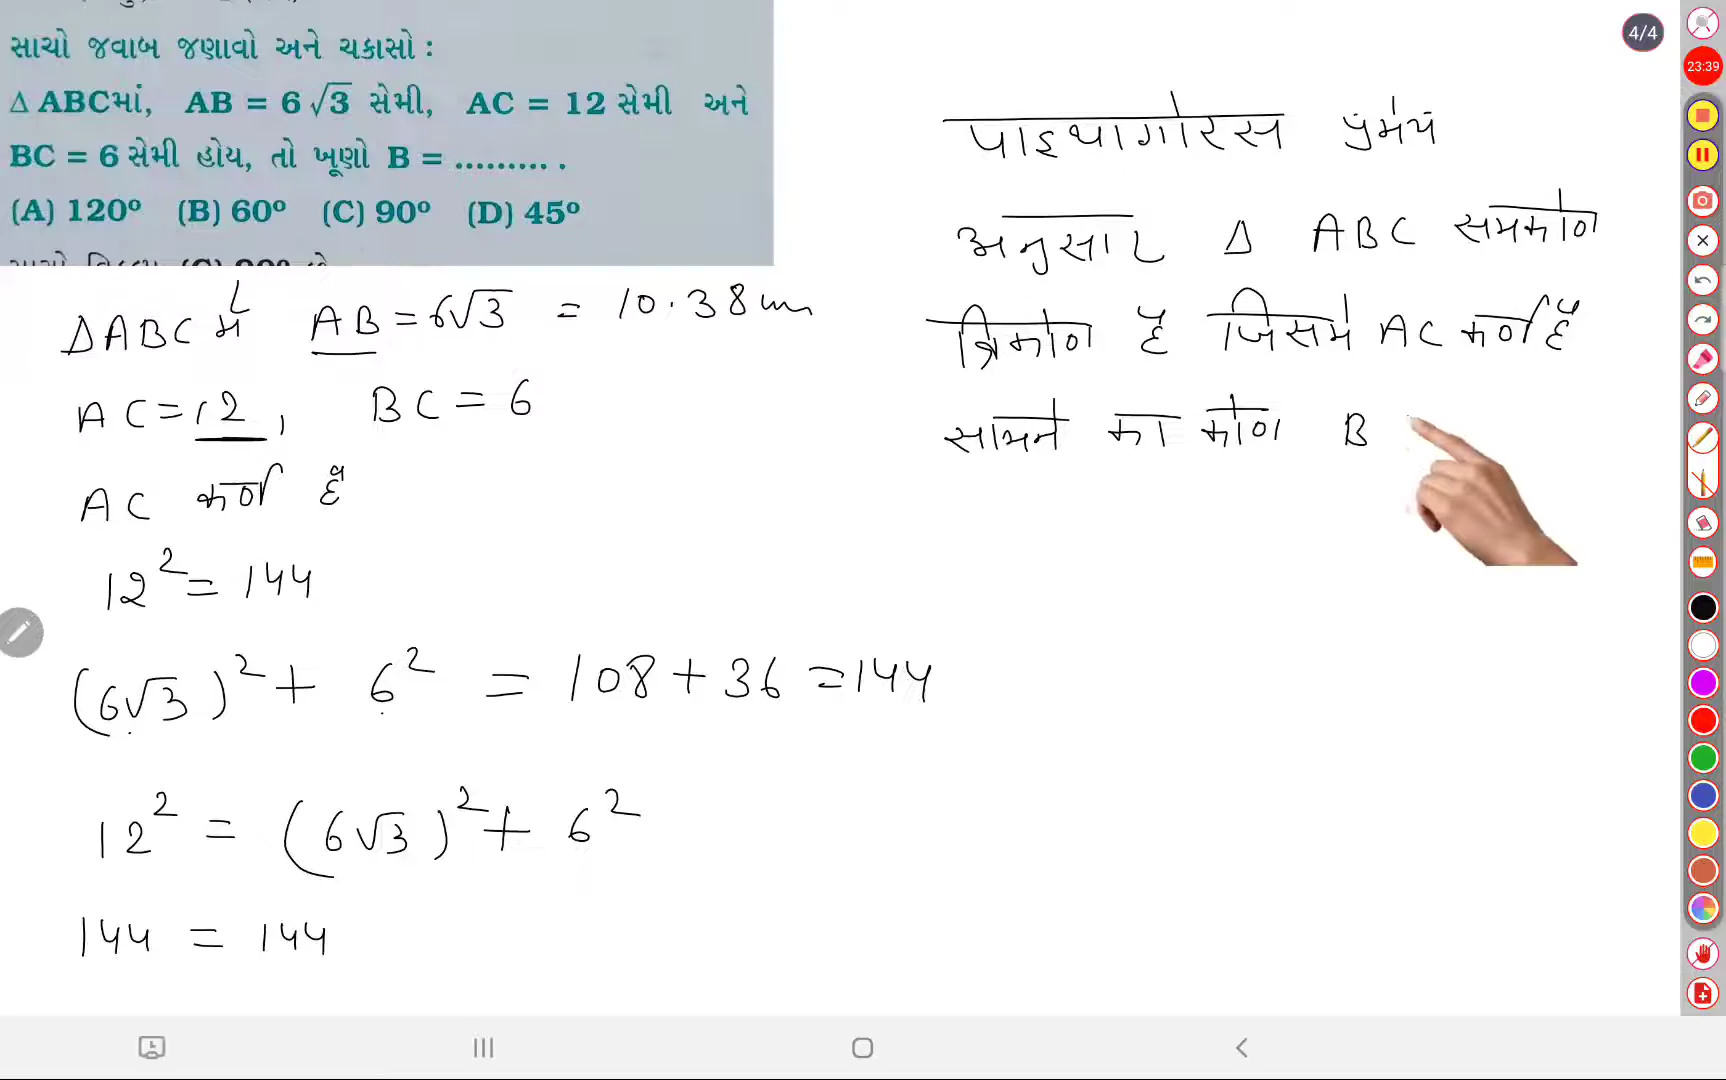 સાચો જવાબ જણાવો અને ચકાસો :
Δ ABCમાં, AB = 6 √3 સેમી, AC = 12 સેમી અને
BC = 6 સેમી હોય, તો ખૂણો B = .......... .
(A) 120° (B) 60° (C) 90° (D) 45°
(C) 90°
ΔABC में AB = 6√3 = 10.38 cm
AC = 12, BC = 6
AC कर्ण है
12² = 144
(6√3)² + 6² = 108 + 36 = 144
12² = (6√3)² + 6²
144 = 144
पाइथागोरस प्रमेय
अनुसार Δ ABC समकोण
त्रिकोण है जिसमें AC कर्ण है
सामने का कोण B
4/4
23:39